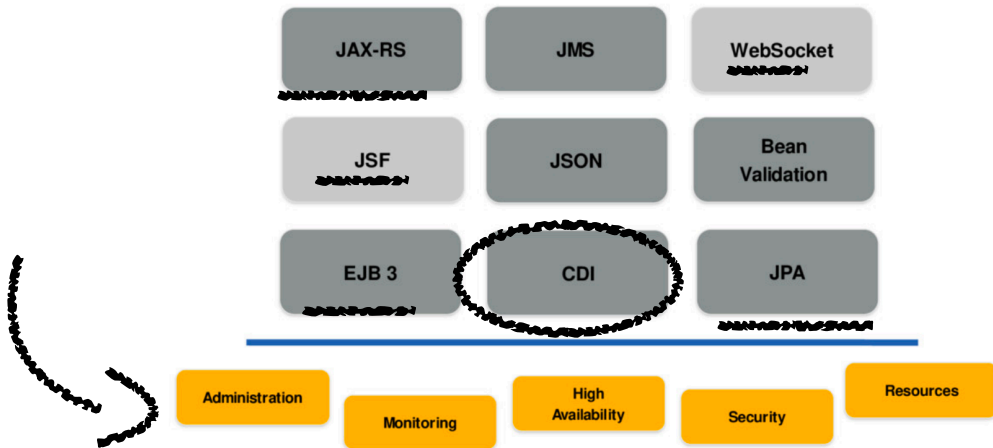 JAX-RS
JMS
WebSocket
JSF
JSON
Bean
Validation
EJB 3
CDI
JPA
Administration
Monitoring
High
Availability
Security
Resources